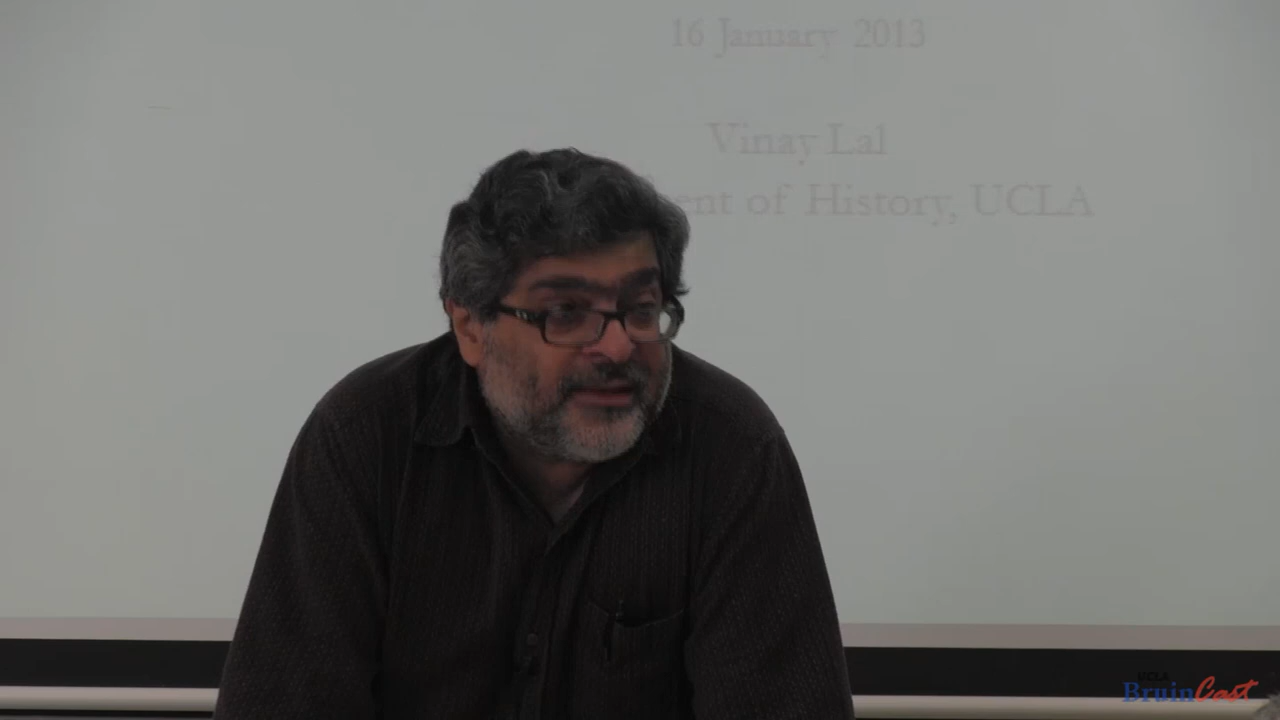 16 January 2013
Vinay Lal
ent of History, UCLA
UCLA
BruinCast